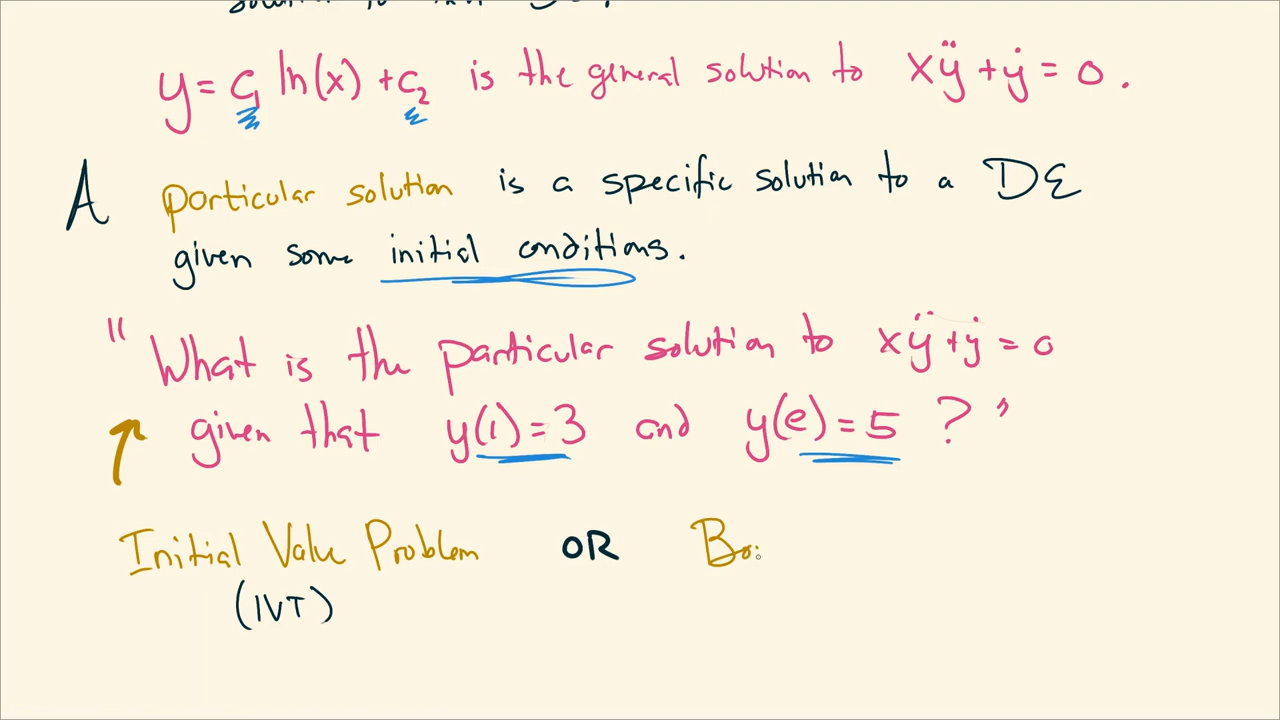 y = c₁ ln(x) + c₂ is the general solution to xÿ + ẏ = 0.
A particular solution is a specific solution to a DE
given some initial conditions.
"What is the particular solution to xÿ + ẏ = 0
given that y(1) = 3 and y(e) = 5 ?"
Initial Value Problem OR Bo
(IVT)